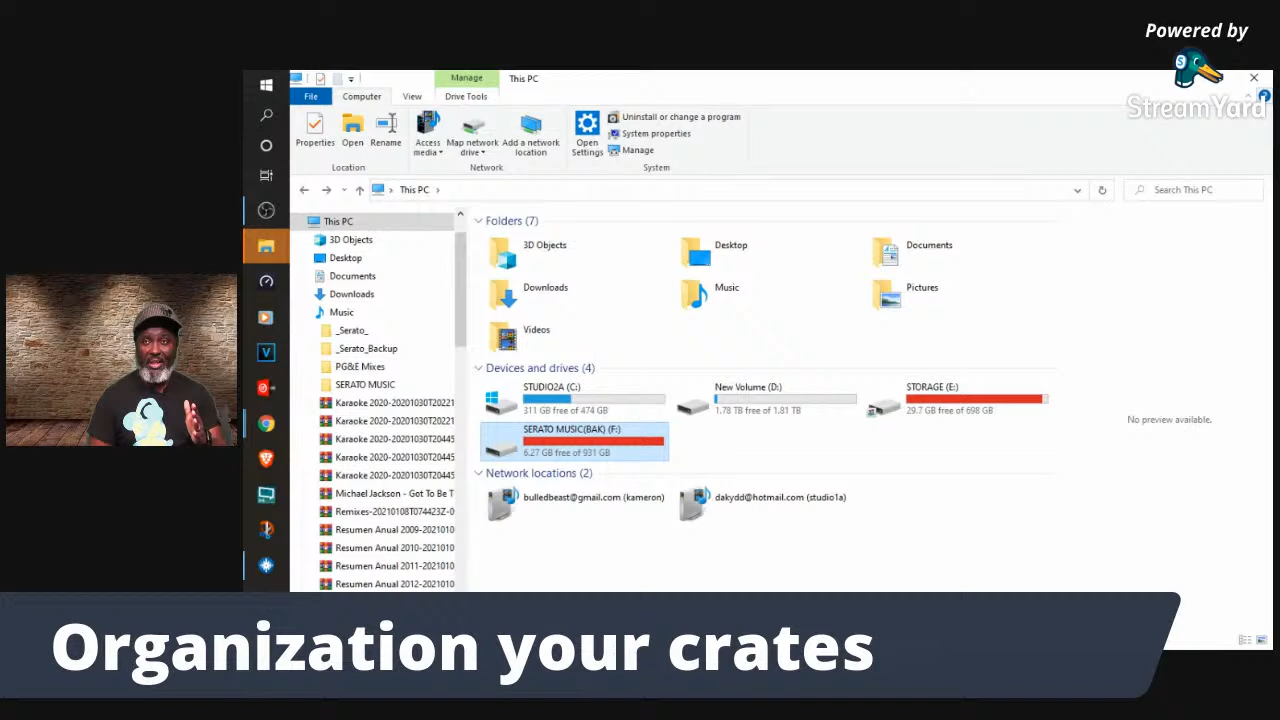 Powered by
StreamYard
Manage
This PC
File
Computer
View
Drive Tools
Properties
Open
Rename
Access media
Map network drive
Add a network location
Open Settings
Uninstall or change a program
System properties
Manage
Location
Network
System
This PC
Search This PC
This PC
3D Objects
Desktop
Documents
Downloads
Music
_Serato_
_Serato_Backup
PG&E Mixes
SERATO MUSIC
Karaoke 2020-20201030T20221
Karaoke 2020-20201030T20221
Karaoke 2020-20201030T20445
Karaoke 2020-20201030T20445
Karaoke 2020-20201030T20445
Michael Jackson - Got To Be T
Remixes-20210108T074423Z-0
Resumen Anual 2009-2021010
Resumen Anual 2010-2021010
Resumen Anual 2011-2021010
Resumen Anual 2012-2021010
Folders (7)
3D Objects
Desktop
Documents
Downloads
Music
Pictures
Videos
Devices and drives (4)
STUDIO2A (C:)
311 GB free of 474 GB
New Volume (D:)
1.78 TB free of 1.81 TB
STORAGE (E:)
29.7 GB free of 698 GB
SERATO MUSIC(BAK) (F:)
6.27 GB free of 931 GB
Network locations (2)
bulledbeast@gmail.com (kameron)
dakydd@hotmail.com (studio1a)
No preview available.
Organization your crates